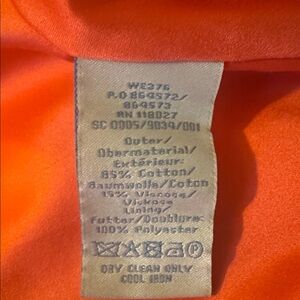 WE376
P.O 864572/
864573
RN 118027
SC 0005/9034/001
Outer/
Obermaterial/
Extérieur:
85% Cotton/
Baumwolle/Coton
15% Viscose/
Viskose
Lining/
Futter/Doublure:
100% Polyester
DRY CLEAN ONLY
COOL IRON